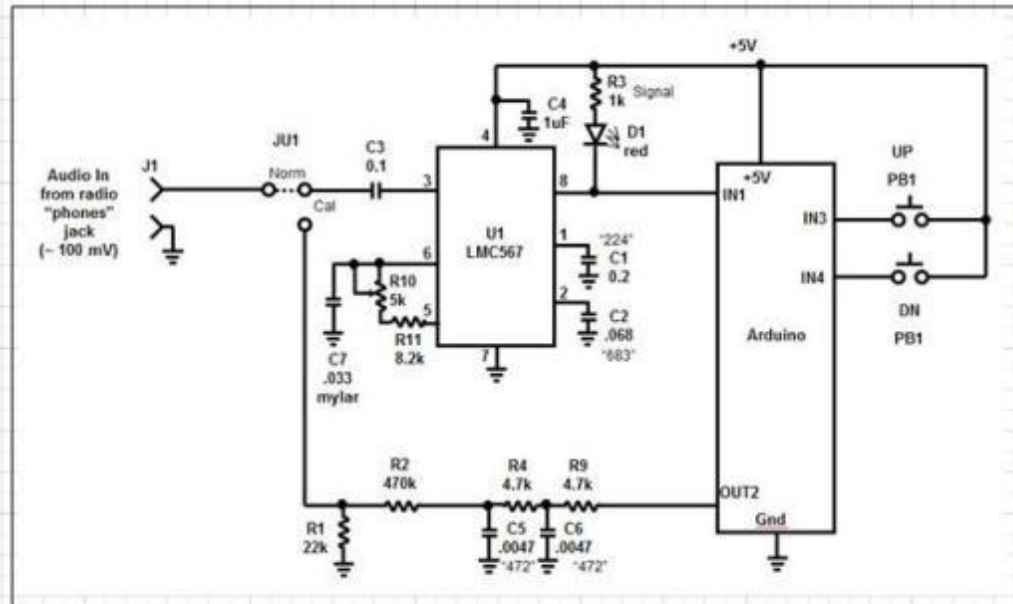 +5V
R3
1k
Signal
C4
1uF
D1
red
4
JU1
Norm
Cal
C3
0.1
J1
Audio In
from radio
"phones"
jack
(~ 100 mV)
3
8
U1
LMC567
1
"224"
C1
0.2
6
R10
5k
5
R11
8.2k
2
C2
.068
"683"
7
C7
.033
mylar
+5V
IN1
IN3
IN4
Arduino
UP
PB1
DN
PB1
R2
470k
R4
4.7k
R9
4.7k
OUT2
Gnd
R1
22k
C5
.0047
"472"
C6
.0047
"472"